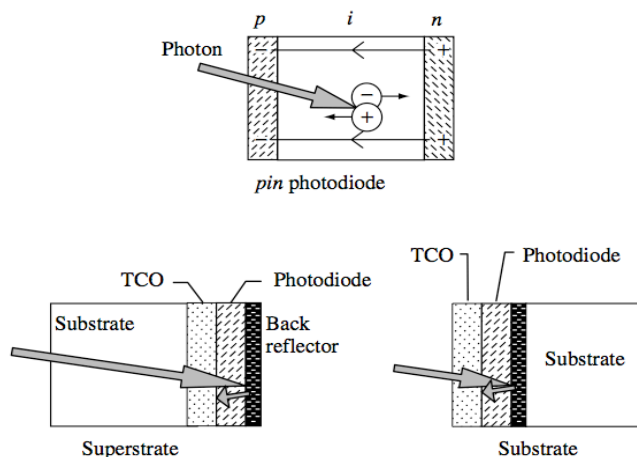 p i n
Photon
− +
− +
− +
pin photodiode
TCO Photodiode
Substrate
Back
reflector
Superstrate
TCO Photodiode
Substrate
Substrate